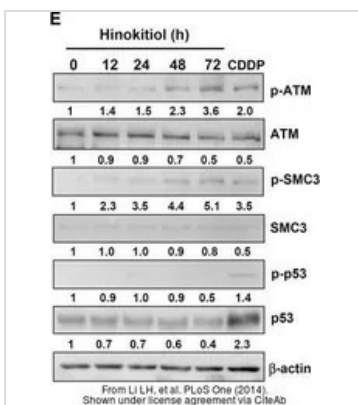 E
Hinokitiol (h)
0 12 24 48 72 CDDP
p-ATM
1 1.4 1.5 2.3 3.6 2.0
ATM
1 0.9 0.9 0.7 0.5 0.5
p-SMC3
1 2.3 3.5 4.4 5.1 3.5
SMC3
1 1.0 1.0 0.9 0.8 0.5
p-p53
1 0.9 1.0 0.9 0.5 1.4
p53
1 0.7 0.7 0.6 0.4 2.3
β-actin
From Li LH, et al. PLoS One (2014).
Shown under license agreement via CiteAb